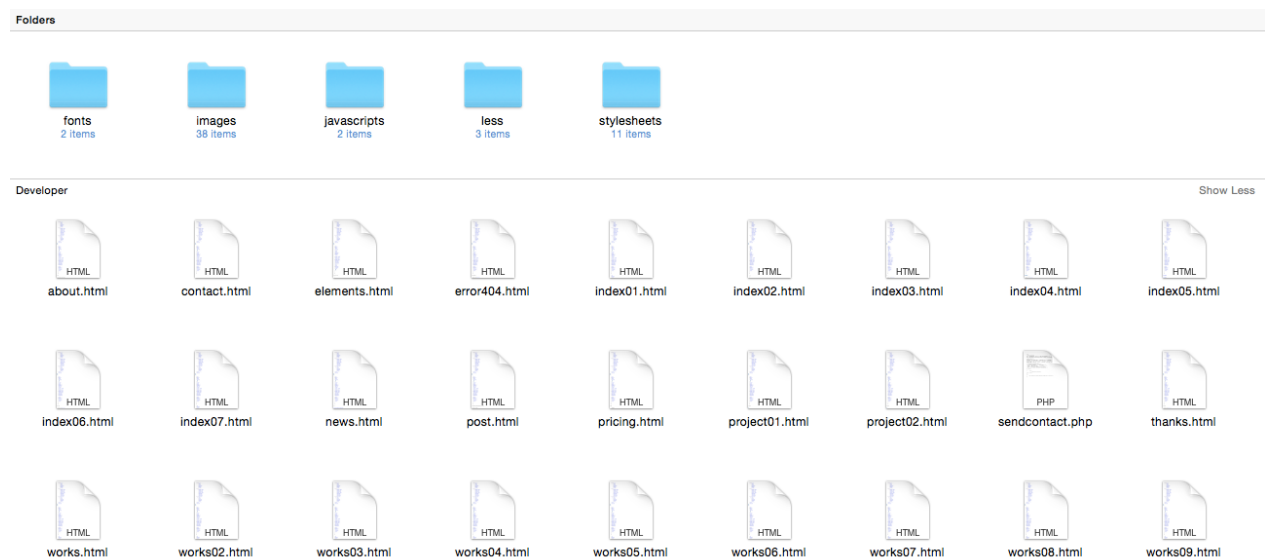 Folders
fonts images javascripts less stylesheets
2 items 38 items 2 items 3 items 11 items
Developer Show Less
HTML HTML HTML HTML HTML HTML HTML HTML HTML
about.html contact.html elements.html error404.html index01.html index02.html index03.html index04.html index05.html
HTML HTML HTML HTML HTML HTML HTML PHP HTML
index06.html index07.html news.html post.html pricing.html project01.html project02.html sendcontact.php thanks.html
HTML HTML HTML HTML HTML HTML HTML HTML HTML
works.html works02.html works03.html works04.html works05.html works06.html works07.html works08.html works09.html